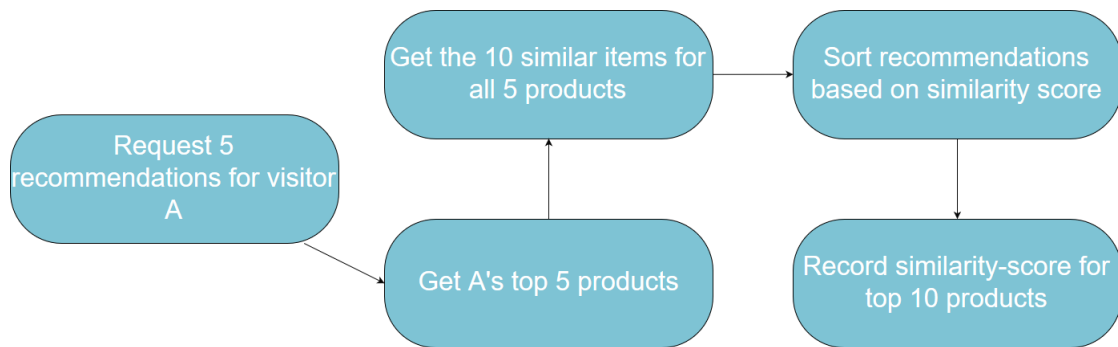 Request 5
recommendations for visitor
A
Get A's top 5 products
Get the 10 similar items for
all 5 products
Sort recommendations
based on similarity score
Record similarity-score for
top 10 products